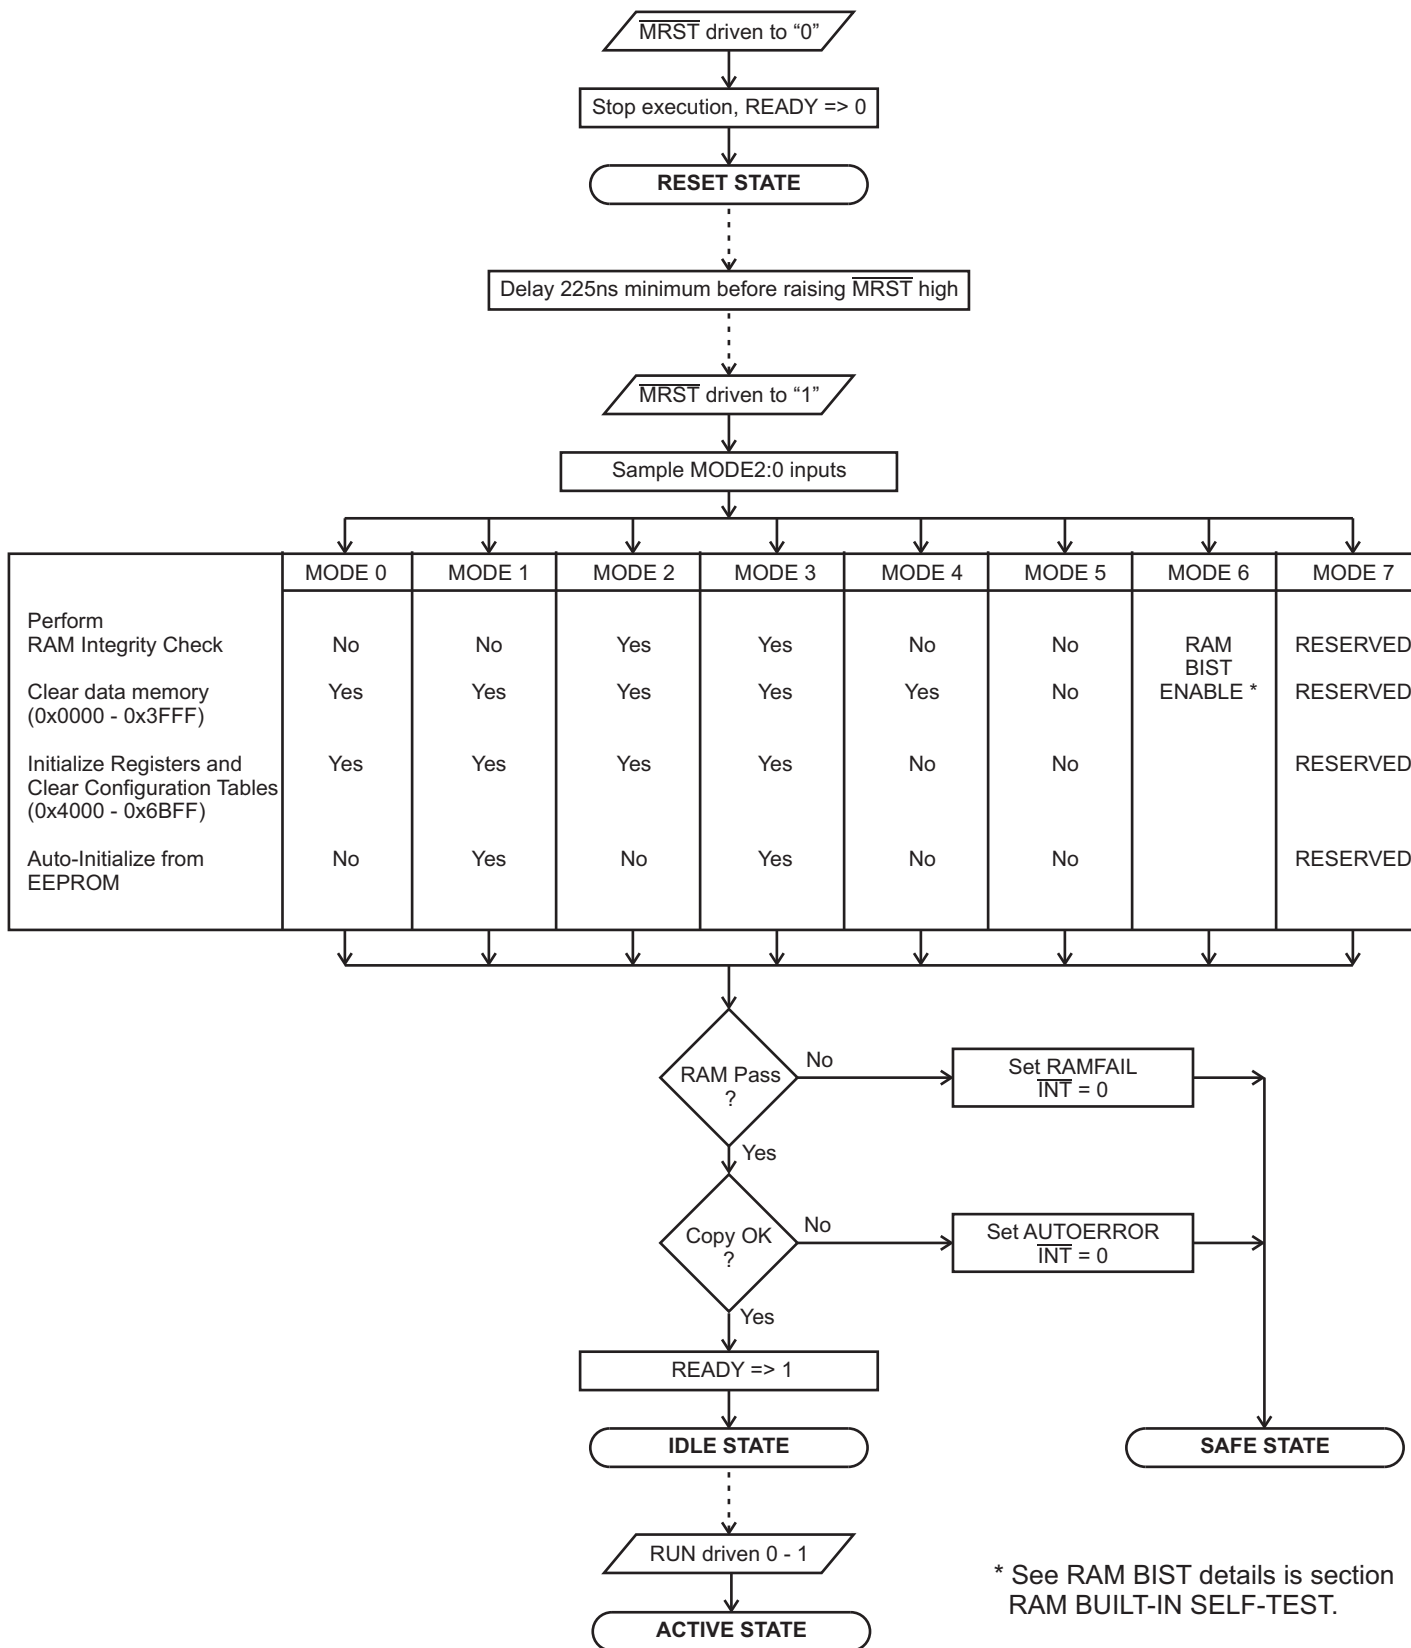 MRST driven to “0”
Stop execution, READY => 0
RESET STATE
Delay 225ns minimum before raising MRST high
MRST driven to “1”
Sample MODE2:0 inputs
MODE 0 MODE 1 MODE 2 MODE 3 MODE 4 MODE 5 MODE 6 MODE 7
Perform
RAM Integrity Check No No Yes Yes No No RAM RESERVED
BIST
Clear data memory Yes Yes Yes Yes Yes No ENABLE * RESERVED
(0x0000 - 0x3FFF)
Initialize Registers and Yes Yes Yes Yes No No RESERVED
Clear Configuration Tables
(0x4000 - 0x6BFF)
Auto-Initialize from No Yes No Yes No No RESERVED
EEPROM
RAM Pass
?
No
Set RAMFAIL
INT = 0
Yes
Copy OK
?
No
Set AUTOERROR
INT = 0
Yes
READY => 1
IDLE STATE
SAFE STATE
RUN driven 0 - 1
ACTIVE STATE
* See RAM BIST details is section
RAM BUILT-IN SELF-TEST.